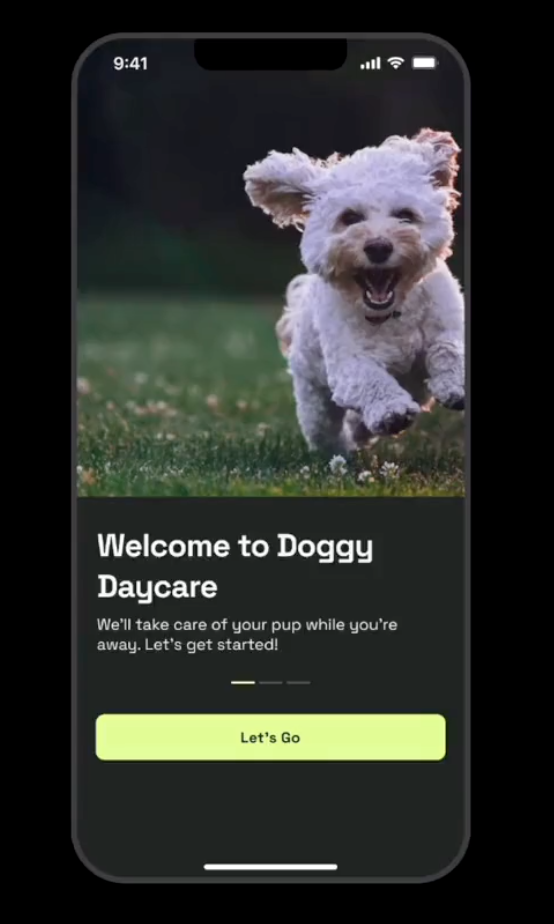 9:41
Welcome to Doggy
Daycare
We'll take care of your pup while you're
away. Let's get started!
Let's Go